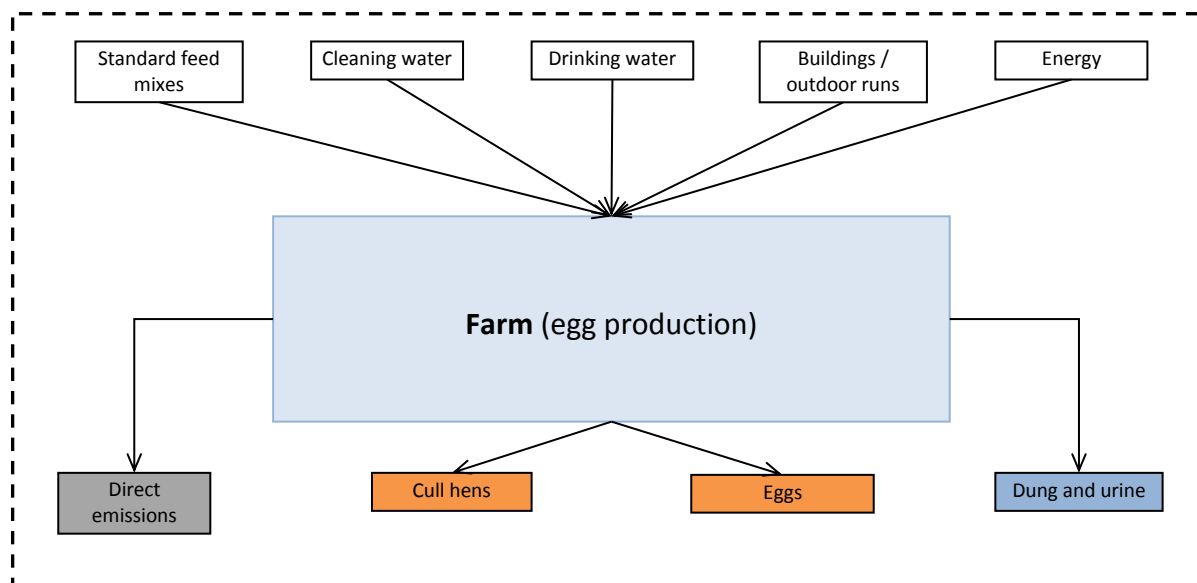 Standard feed
mixes
Cleaning water
Drinking water
Buildings /
outdoor runs
Energy
Farm (egg production)
Direct
emissions
Cull hens
Eggs
Dung and urine